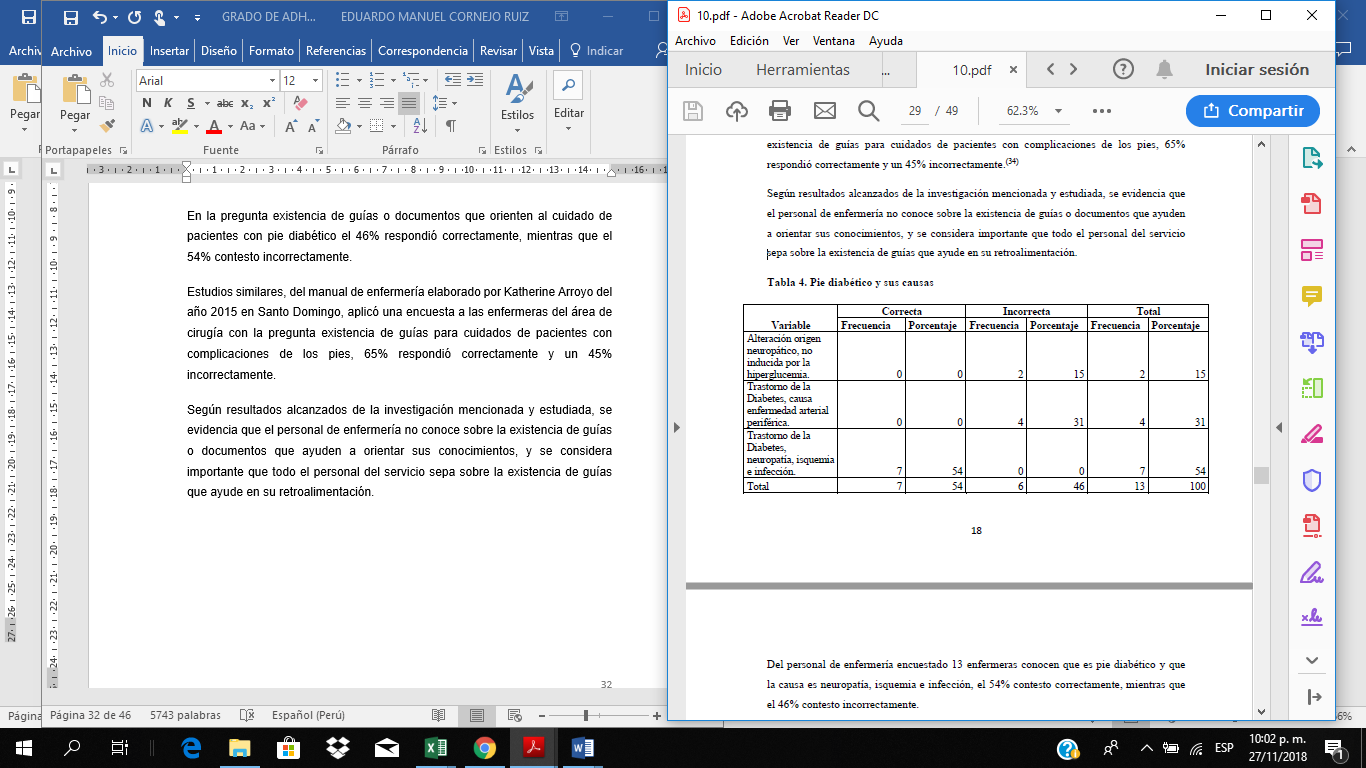 GRADO DE ADH...
EDUARDO MANUEL CORNEJO RUIZ
Archiv
Archivo
Inicio
Insertar
Diseño
Formato
Referencias
Correspondencia
Revisar
Vista
Indicar
Pegar
Pegar
Arial
12
N K S abc x₂ x²
Aa
Estilos
Editar
Portapapeles
Fuente
Párrafo
Estilos
En la pregunta existencia de guías o documentos que orienten al cuidado de
pacientes con pie diabético el 46% respondió correctamente, mientras que el
54% contesto incorrectamente.
Estudios similares, del manual de enfermería elaborado por Katherine Arroyo del
año 2015 en Santo Domingo, aplicó una encuesta a las enfermeras del área de
cirugía con la pregunta existencia de guías para cuidados de pacientes con
complicaciones de los pies, 65% respondió correctamente y un 45%
incorrectamente.
Según resultados alcanzados de la investigación mencionada y estudiada, se
evidencia que el personal de enfermería no conoce sobre la existencia de guías
o documentos que ayuden a orientar sus conocimientos, y se considera
importante que todo el personal del servicio sepa sobre la existencia de guías
que ayude en su retroalimentación.
32
Página
Página 32 de 46
5743 palabras
Español (Perú)
10.pdf - Adobe Acrobat Reader DC
Archivo Edición Ver Ventana Ayuda
Inicio
Herramientas
...
10.pdf
Iniciar sesión
29 / 49
62.3%
Compartir
existencia de guías para cuidados de pacientes con complicaciones de los pies, 65%
respondió correctamente y un 45% incorrectamente.(34)
Según resultados alcanzados de la investigación mencionada y estudiada, se evidencia que
el personal de enfermería no conoce sobre la existencia de guías o documentos que ayuden
a orientar sus conocimientos, y se considera importante que todo el personal del servicio
sepa sobre la existencia de guías que ayude en su retroalimentación.
Tabla 4. Pie diabético y sus causas
Correcta Incorrecta Total
Variable Frecuencia Porcentaje Frecuencia Porcentaje Frecuencia Porcentaje
Alteración origen
neuropático, no
inducida por la
hiperglucemia. 0 0 2 15 2 15
Trastorno de la
Diabetes, causa
enfermedad arterial
periférica. 0 0 4 31 4 31
Trastorno de la
Diabetes,
neuropatía, isquemia
e infección. 7 54 0 0 7 54
Total 7 54 6 46 13 100
18
Del personal de enfermería encuestado 13 enfermeras conocen que es pie diabético y que
la causa es neuropatía, isquemia e infección, el 54% contesto correctamente, mientras que
el 46% contesto incorrectamente.
6%
ESP
10:02 p. m.
27/11/2018
1